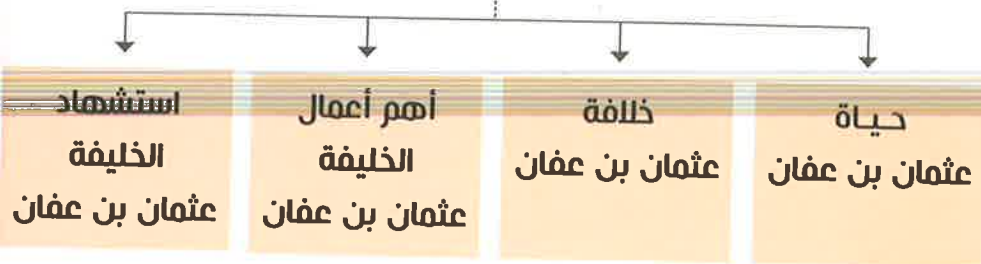 حياة
عثمان بن عفان
خلافة
عثمان بن عفان
أهم أعمال
الخليفة
عثمان بن عفان
استشهاد
الخليفة
عثمان بن عفان